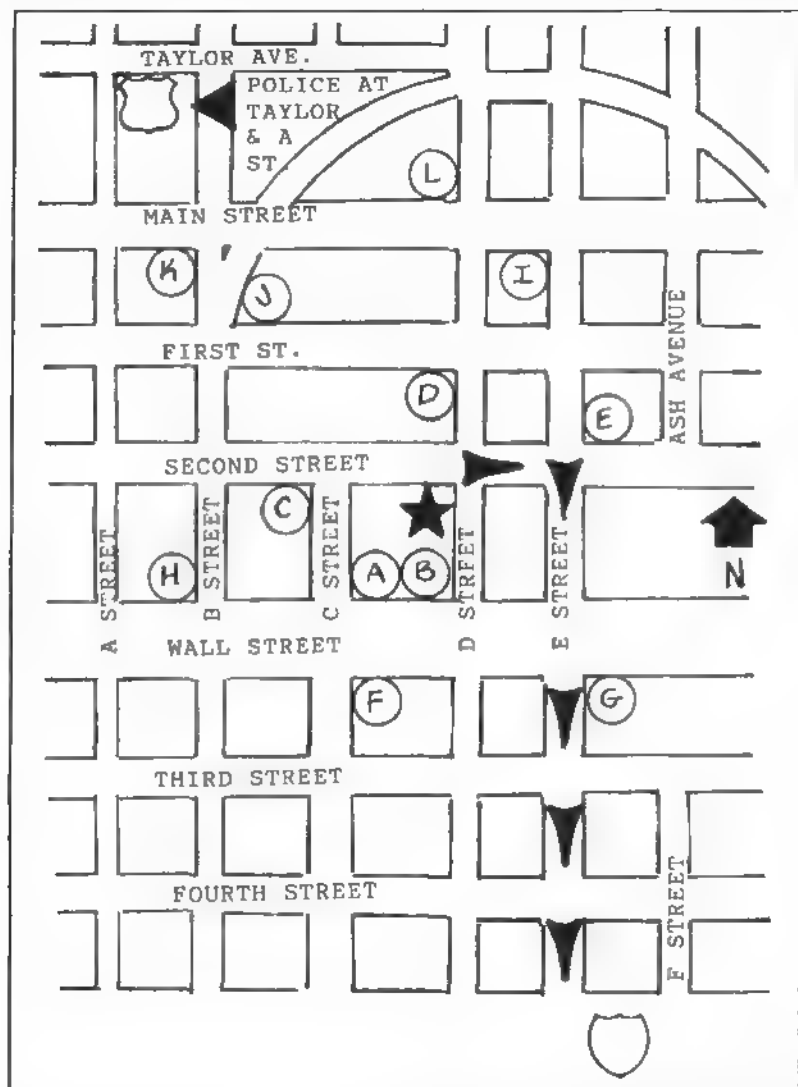 TAYLOR AVE.
POLICE AT
TAYLOR
& A
ST
L
MAIN STREET
K
J
I
FIRST ST.
ASH AVENUE
D
E
SECOND STREET
C
A STREET
H
B STREET
C STREET
A
B
D STREET
E STREET
N
WALL STREET
F
G
THIRD STREET
FOURTH STREET
F STREET